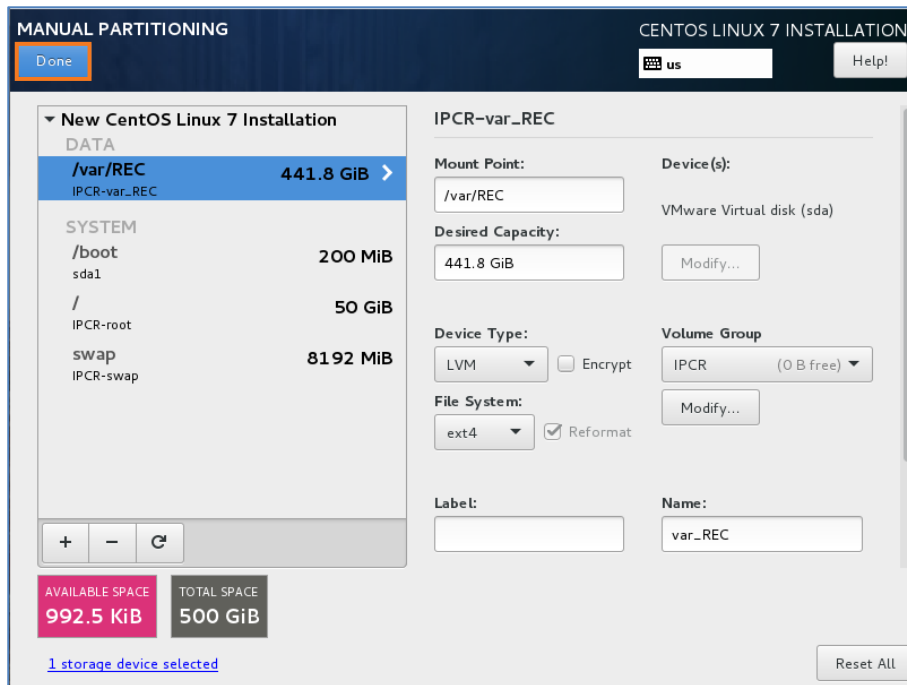 MANUAL PARTITIONING
CENTOS LINUX 7 INSTALLATION
Done
us
Help!
New CentOS Linux 7 Installation
DATA
/var/REC
441.8 GiB
IPCR-var_REC
SYSTEM
/boot
200 MiB
sda1
/
50 GiB
IPCR-root
swap
8192 MiB
IPCR-swap
+ −
AVAILABLE SPACE
992.5 KiB
TOTAL SPACE
500 GiB
1 storage device selected
IPCR-var_REC
Mount Point:
/var/REC
Device(s):
VMware Virtual disk (sda)
Desired Capacity:
441.8 GiB
Modify...
Device Type:
LVM
Encrypt
Volume Group
IPCR (0 B free)
File System:
ext4
Reformat
Modify...
Label:
Name:
var_REC
Reset All